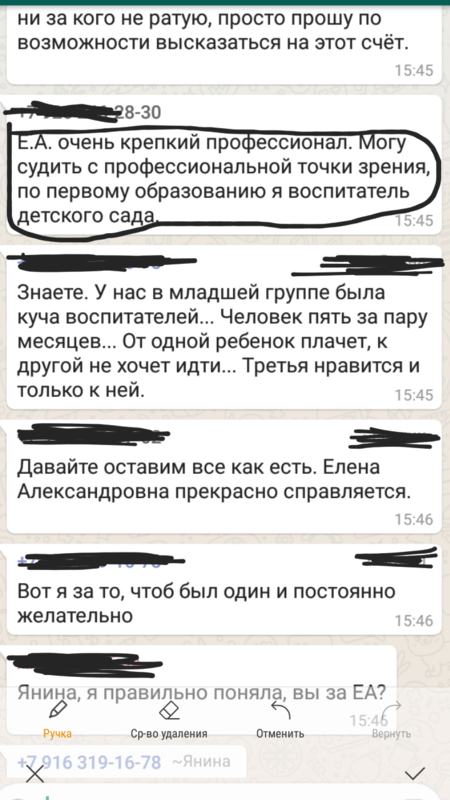 ни за кого не ратую, просто прошу по
возможности высказаться на этот счёт.
15:45
28-30
Е.А. очень крепкий профессионал. Могу
судить с профессиональной точки зрения,
по первому образованию я воспитатель
детского сада.
15:45
Знаете. У нас в младшей группе была
куча воспитателей... Человек пять за пару
месяцев... От одной ребенок плачет, к
другой не хочет идти... Третья нравится и
только к ней.
15:45
Давайте оставим все как есть. Елена
Александровна прекрасно справляется.
15:46
Вот я за то, чтоб был один и постоянно
желательно
15:46
Янина, я правильно поняла, вы за ЕА?
15:46
Ручка Ср-во удаления Отменить Вернуть
+7 916 319-16-78 ~Янина